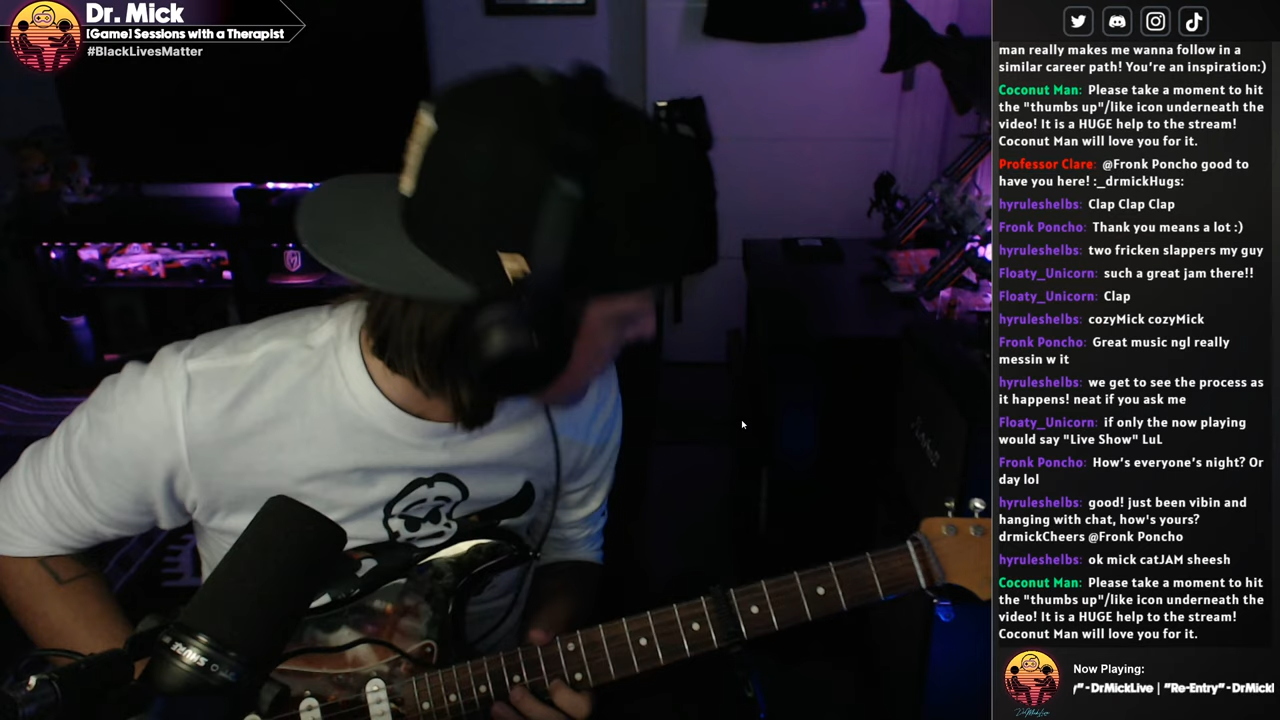 Dr. Mick
[Game] Sessions with a Therapist
#BlackLivesMatter
man really makes me wanna follow in a
similar career path! You're an inspiration:)
Coconut Man: Please take a moment to hit
the "thumbs up"/like icon underneath the
video! It is a HUGE help to the stream!
Coconut Man will love you for it.
Professor Clare: @Fronk Poncho good to
have you here! :_drmickHugs:
hyruleshelbs: Clap Clap Clap
Fronk Poncho: Thank you means a lot :)
hyruleshelbs: two fricken slappers my guy
Floaty_Unicorn: such a great jam there!!
Floaty_Unicorn: Clap
hyruleshelbs: cozyMick cozyMick
Fronk Poncho: Great music ngl really
messin w it
hyruleshelbs: we get to see the process as
it happens! neat if you ask me
Floaty_Unicorn: if only the now playing
would say "Live Show" LuL
Fronk Poncho: How's everyone's night? Or
day lol
hyruleshelbs: good! just been vibin and
hanging with chat, how's yours?
drmickCheers @Fronk Poncho
hyruleshelbs: ok mick catJAM sheesh
Coconut Man: Please take a moment to hit
the "thumbs up"/like icon underneath the
video! It is a HUGE help to the stream!
Coconut Man will love you for it.
Now Playing:
" - DrMickLive | "Re-Entry" - DrMickl
SHURE